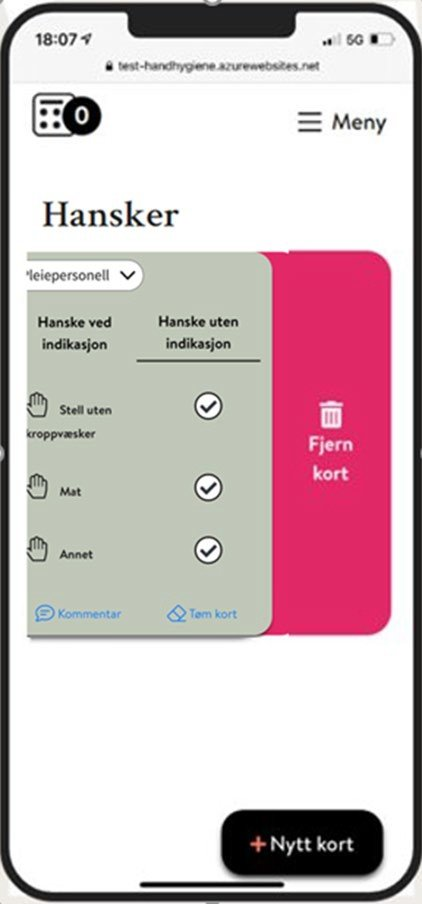 18:07
5G
test-handhygiene.azurewebsites.net
0
Meny
Hansker
leiepersonell
Hanske ved
indikasjon
Hanske uten
indikasjon
Stell uten
kroppvæsker
Mat
Annet
Kommentar
Tøm kort
Fjern
kort
+Nytt kort